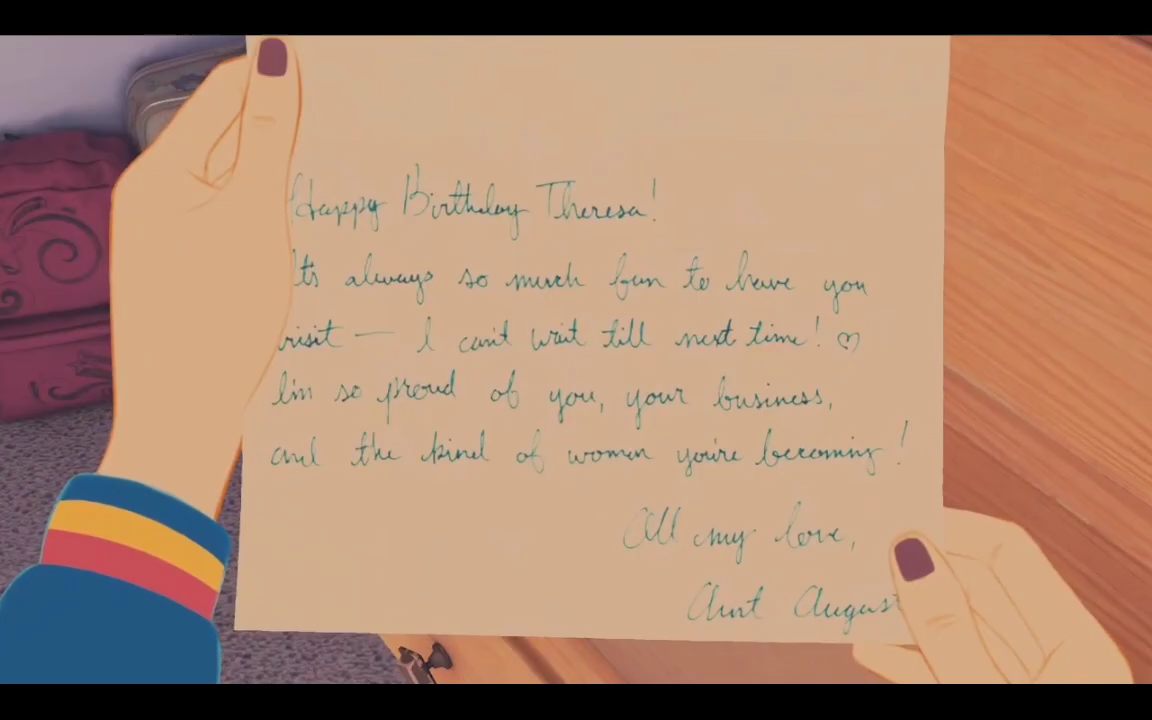 Happy Birthday Theresa!
It's always so much fun to have you
visit — I can't wait till next time! ♡
I'm so proud of you, your business,
and the kind of woman you're becoming!
All my love,
Aunt August